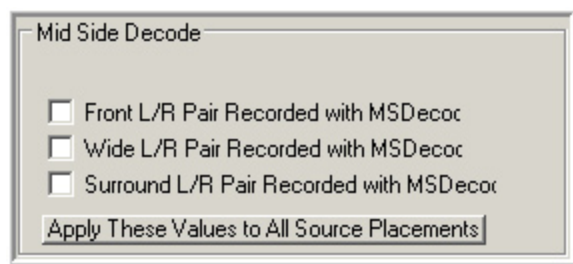 Mid Side Decode
Front L/R Pair Recorded with MSDecoc
Wide L/R Pair Recorded with MSDecoc
Surround L/R Pair Recorded with MSDecoc
Apply These Values to All Source Placements